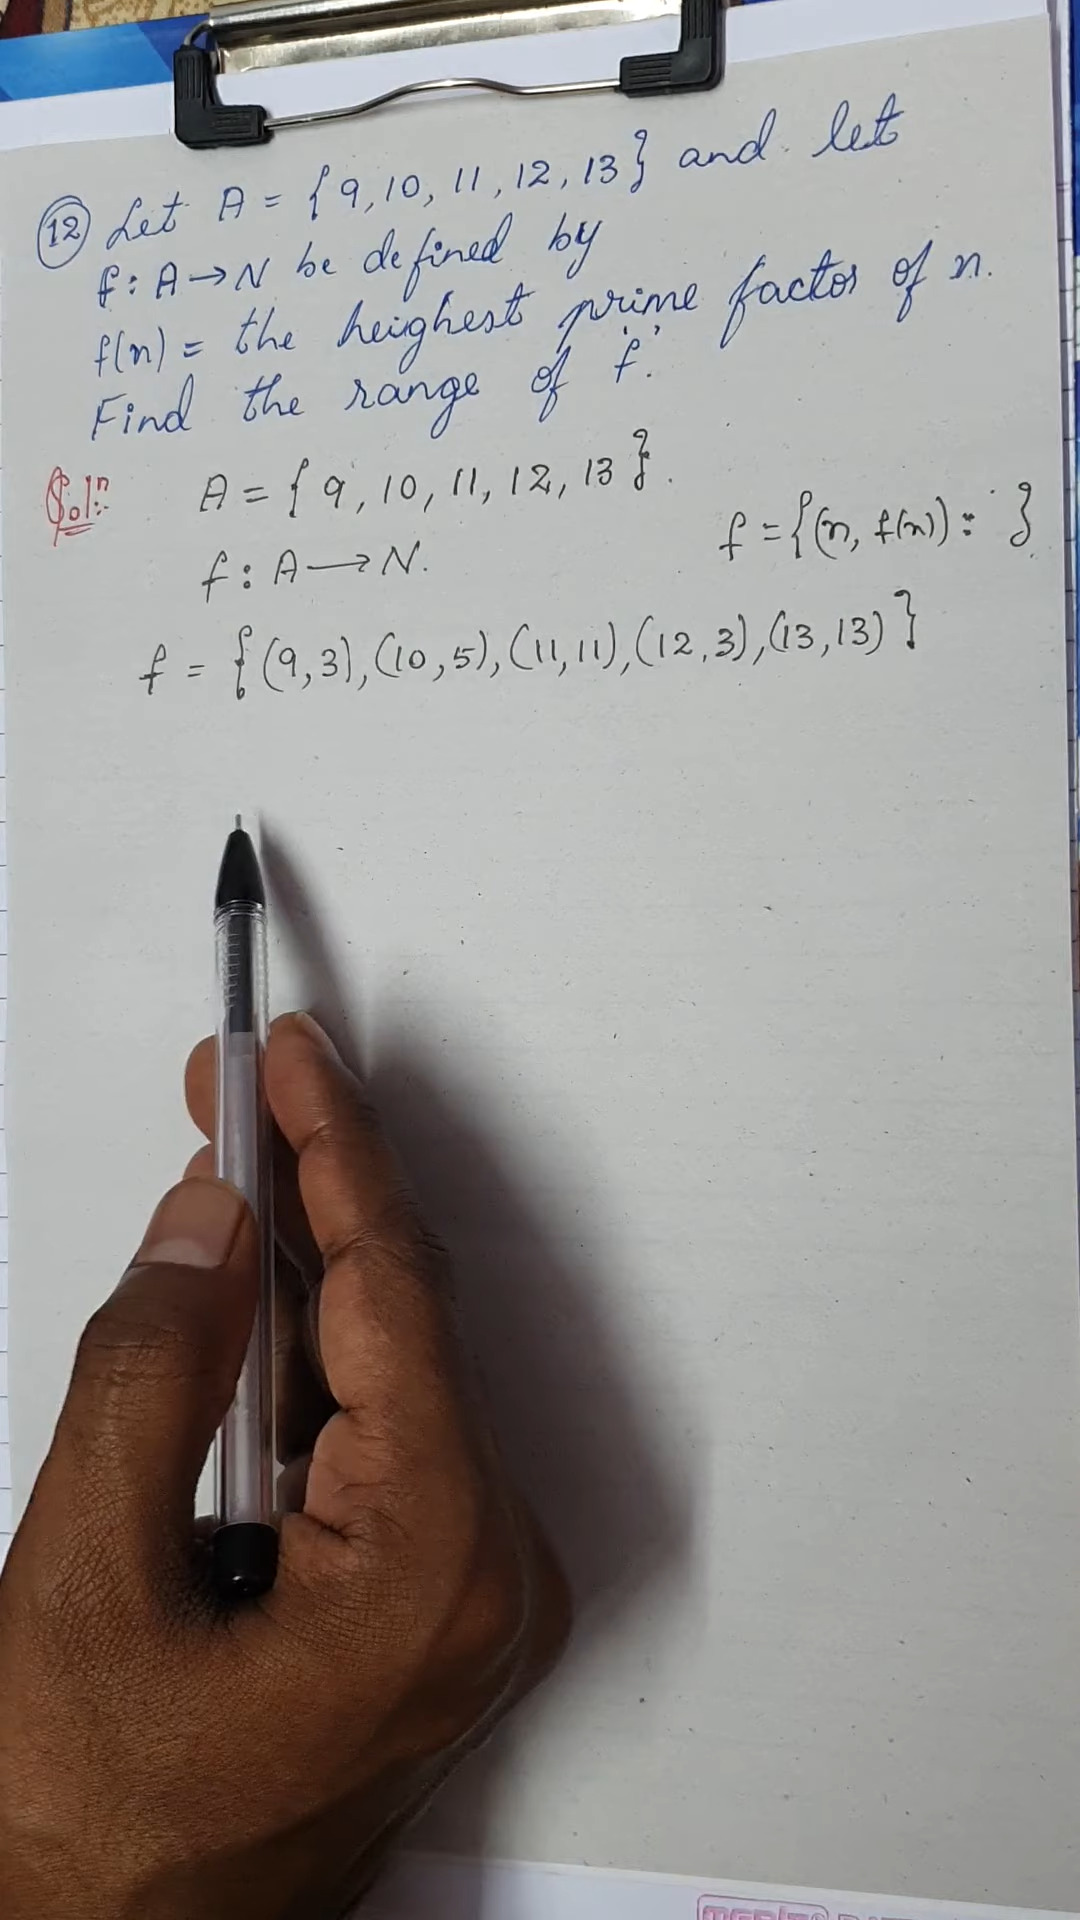 12 Let A = {9,10, 11, 12, 13} and let
f : A → N be defined by
f(n) = the heighest prime factor of n.
Find the range of 'f'.
Soln:
A = {9, 10, 11, 12, 13}.
f : A → N.
f = {(n, f(n)) : }
f = {(9,3), (10,5), (11,11), (12,3), (13,13)}